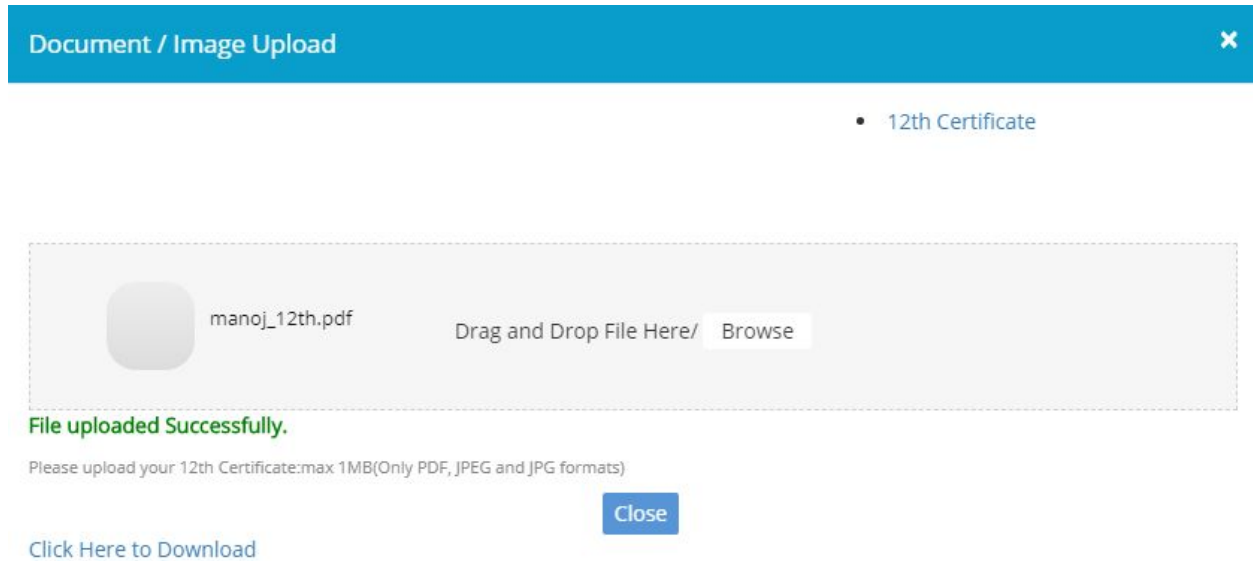 Document / Image Upload
12th Certificate
manoj_12th.pdf
Drag and Drop File Here/ Browse
File uploaded Successfully.
Please upload your 12th Certificate:max 1MB(Only PDF, JPEG and JPG formats)
Close
Click Here to Download